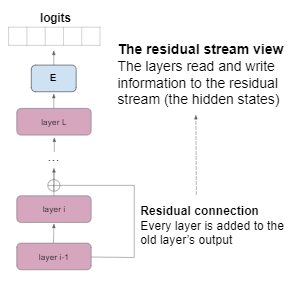 logits
E
layer L
...
layer i
layer i-1
The residual stream view
The layers read and write
information to the residual
stream (the hidden states)
Residual connection
Every layer is added to the
old layer's output